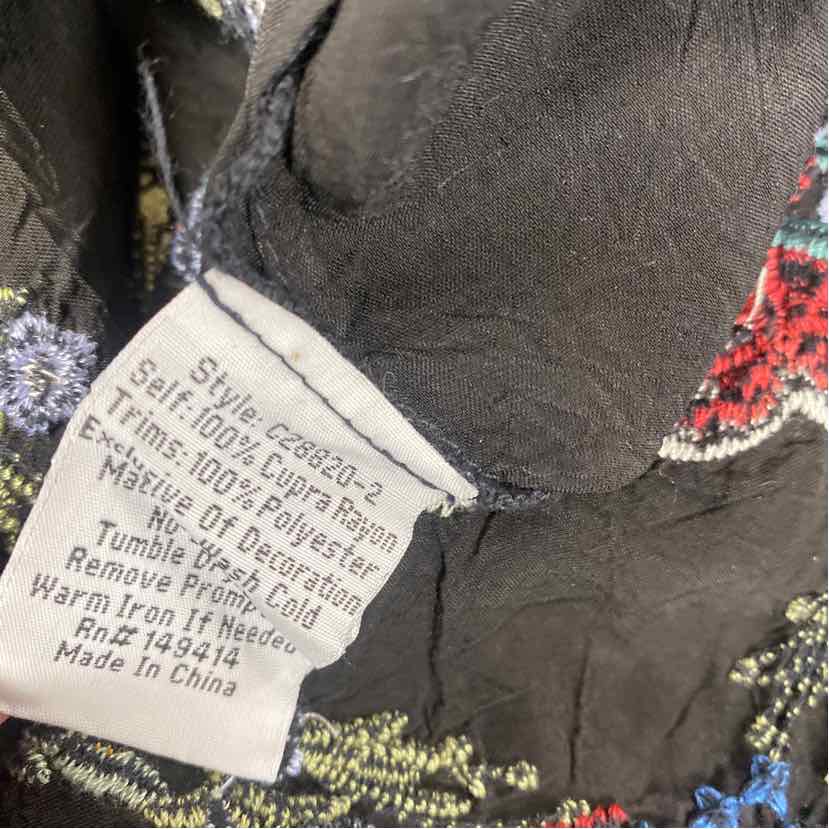 Style: C28920-2
Self: 100% Cupra Rayon
Trims: 100% Polyester
Of Decoration
Wash Cold
Tumble
Remove
Warm Iron If Needed
Rn# 149414
Made In China